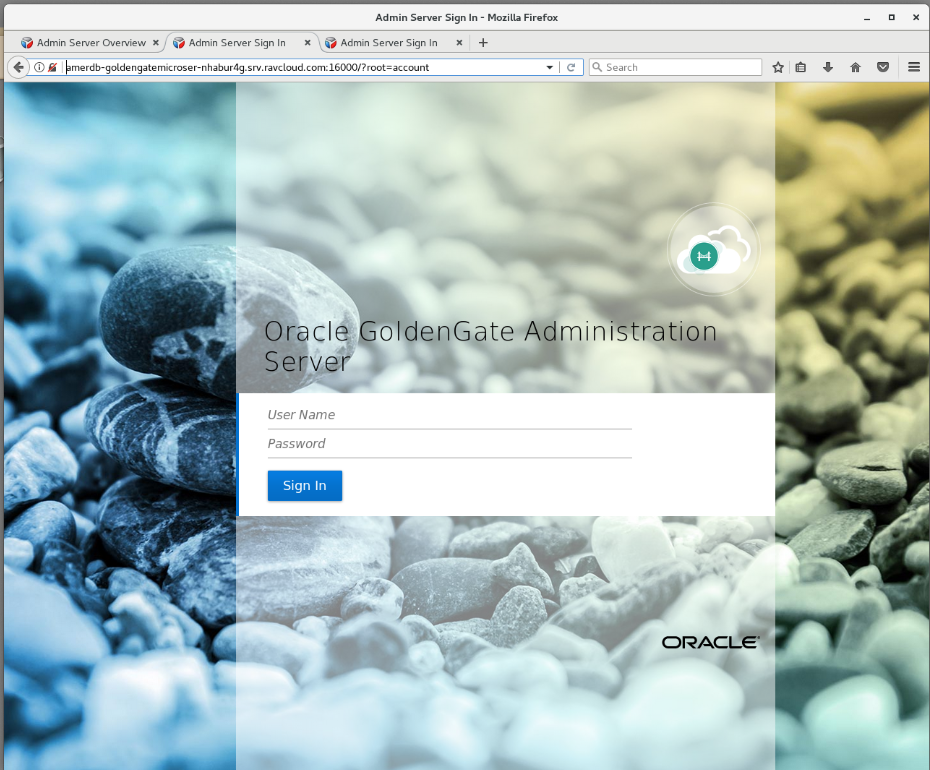 Admin Server Sign In - Mozilla Firefox
Admin Server Overview
Admin Server Sign In
Admin Server Sign In
amerdb-goldengatemicroser-nhabur4g.srv.ravcloud.com:16000/?root=account
Search
Oracle GoldenGate Administration
Server
User Name
Password
Sign In
ORACLE